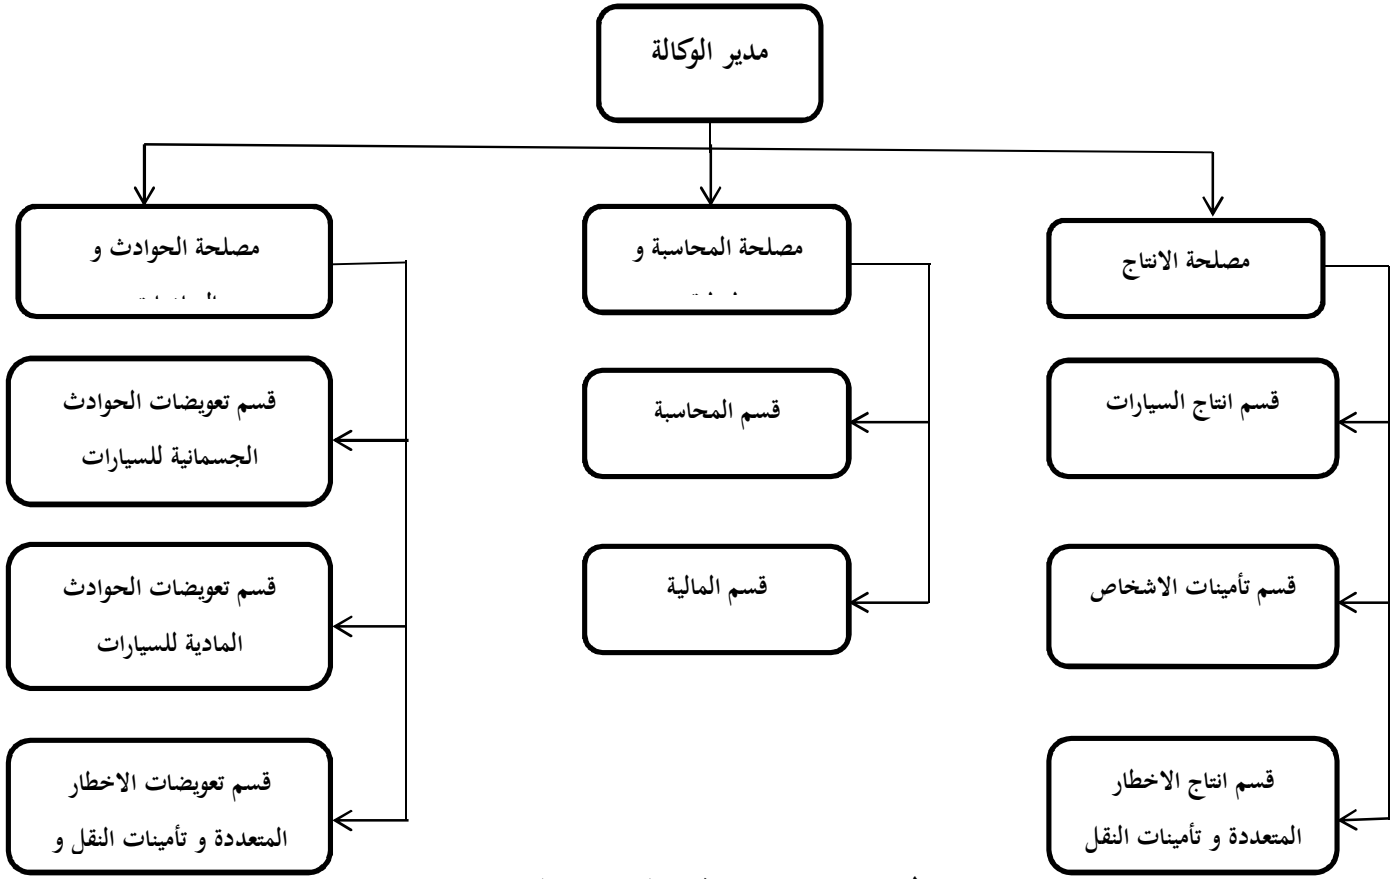 مدير الوكالة
مصلحة الانتاج
مصلحة المحاسبة و
مصلحة الحوادث و
قسم انتاج السيارات
قسم المحاسبة
قسم تعويضات الحوادث
الجسمانية للسيارات
قسم تأمينات الاشخاص
قسم المالية
قسم تعويضات الحوادث
المادية للسيارات
قسم انتاج الاخطار
المتعددة و تأمينات النقل
قسم تعويضات الاخطار
المتعددة و تأمينات النقل و